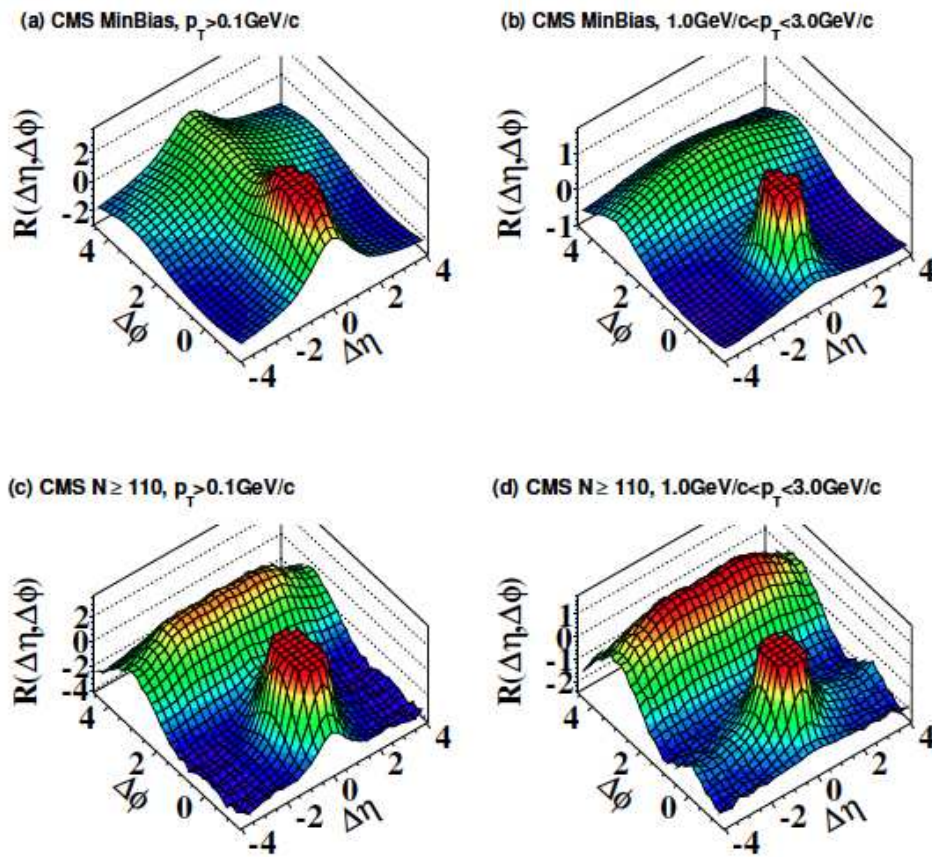 (a) CMS MinBias, p_T>0.1GeV/c
R(Δη,Δφ)
2
0
-2
4
2
0
Δφ
-4
-2
0
2
4
Δη
(b) CMS MinBias, 1.0GeV/c<p_T<3.0GeV/c
R(Δη,Δφ)
1
0
-1
4
2
0
Δφ
-4
-2
0
2
4
Δη
(c) CMS N ≥ 110, p_T>0.1GeV/c
R(Δη,Δφ)
2
0
-2
-4
4
2
0
Δφ
-4
-2
0
2
4
Δη
(d) CMS N ≥ 110, 1.0GeV/c<p_T<3.0GeV/c
R(Δη,Δφ)
1
0
-1
-2
4
2
0
Δφ
-4
-2
0
2
4
Δη